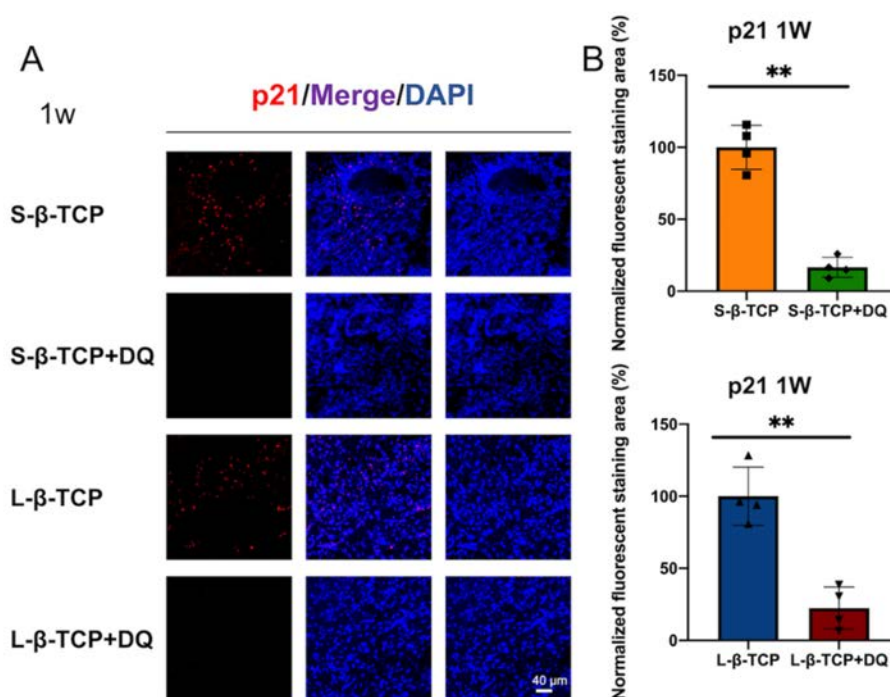 A
1w
p21/Merge/DAPI
S-β-TCP
S-β-TCP+DQ
L-β-TCP
L-β-TCP+DQ
40 μm
B
p21 1W
Normalized fluorescent staining area (%)
150
**
100
50
0
S-β-TCP S-β-TCP+DQ
p21 1W
Normalized fluorescent staining area (%)
150
**
100
50
0
L-β-TCP L-β-TCP+DQ